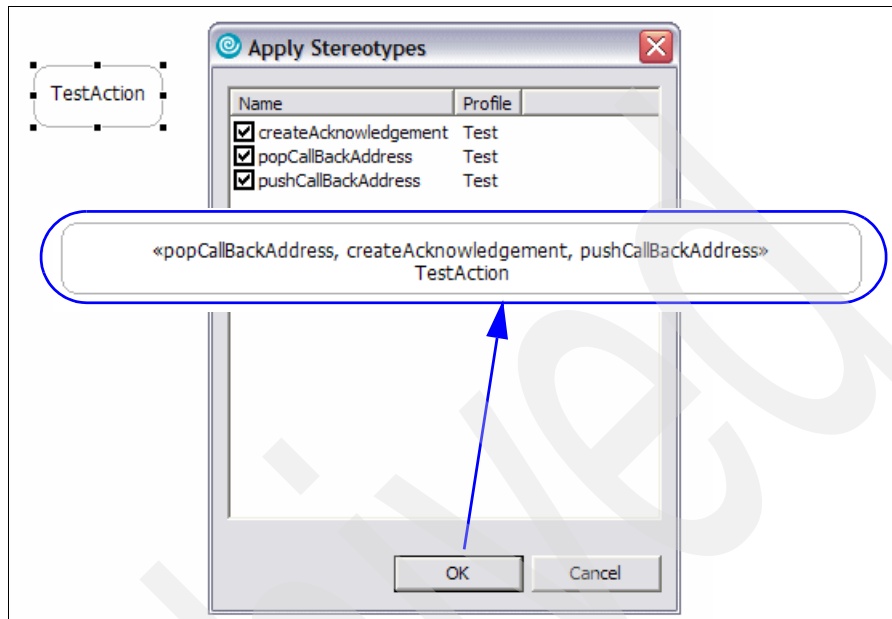 Apply Stereotypes
TestAction
Name Profile
createAcknowledgement Test
popCallBackAddress Test
pushCallBackAddress Test
«popCallBackAddress, createAcknowledgement, pushCallBackAddress»
TestAction
OK Cancel